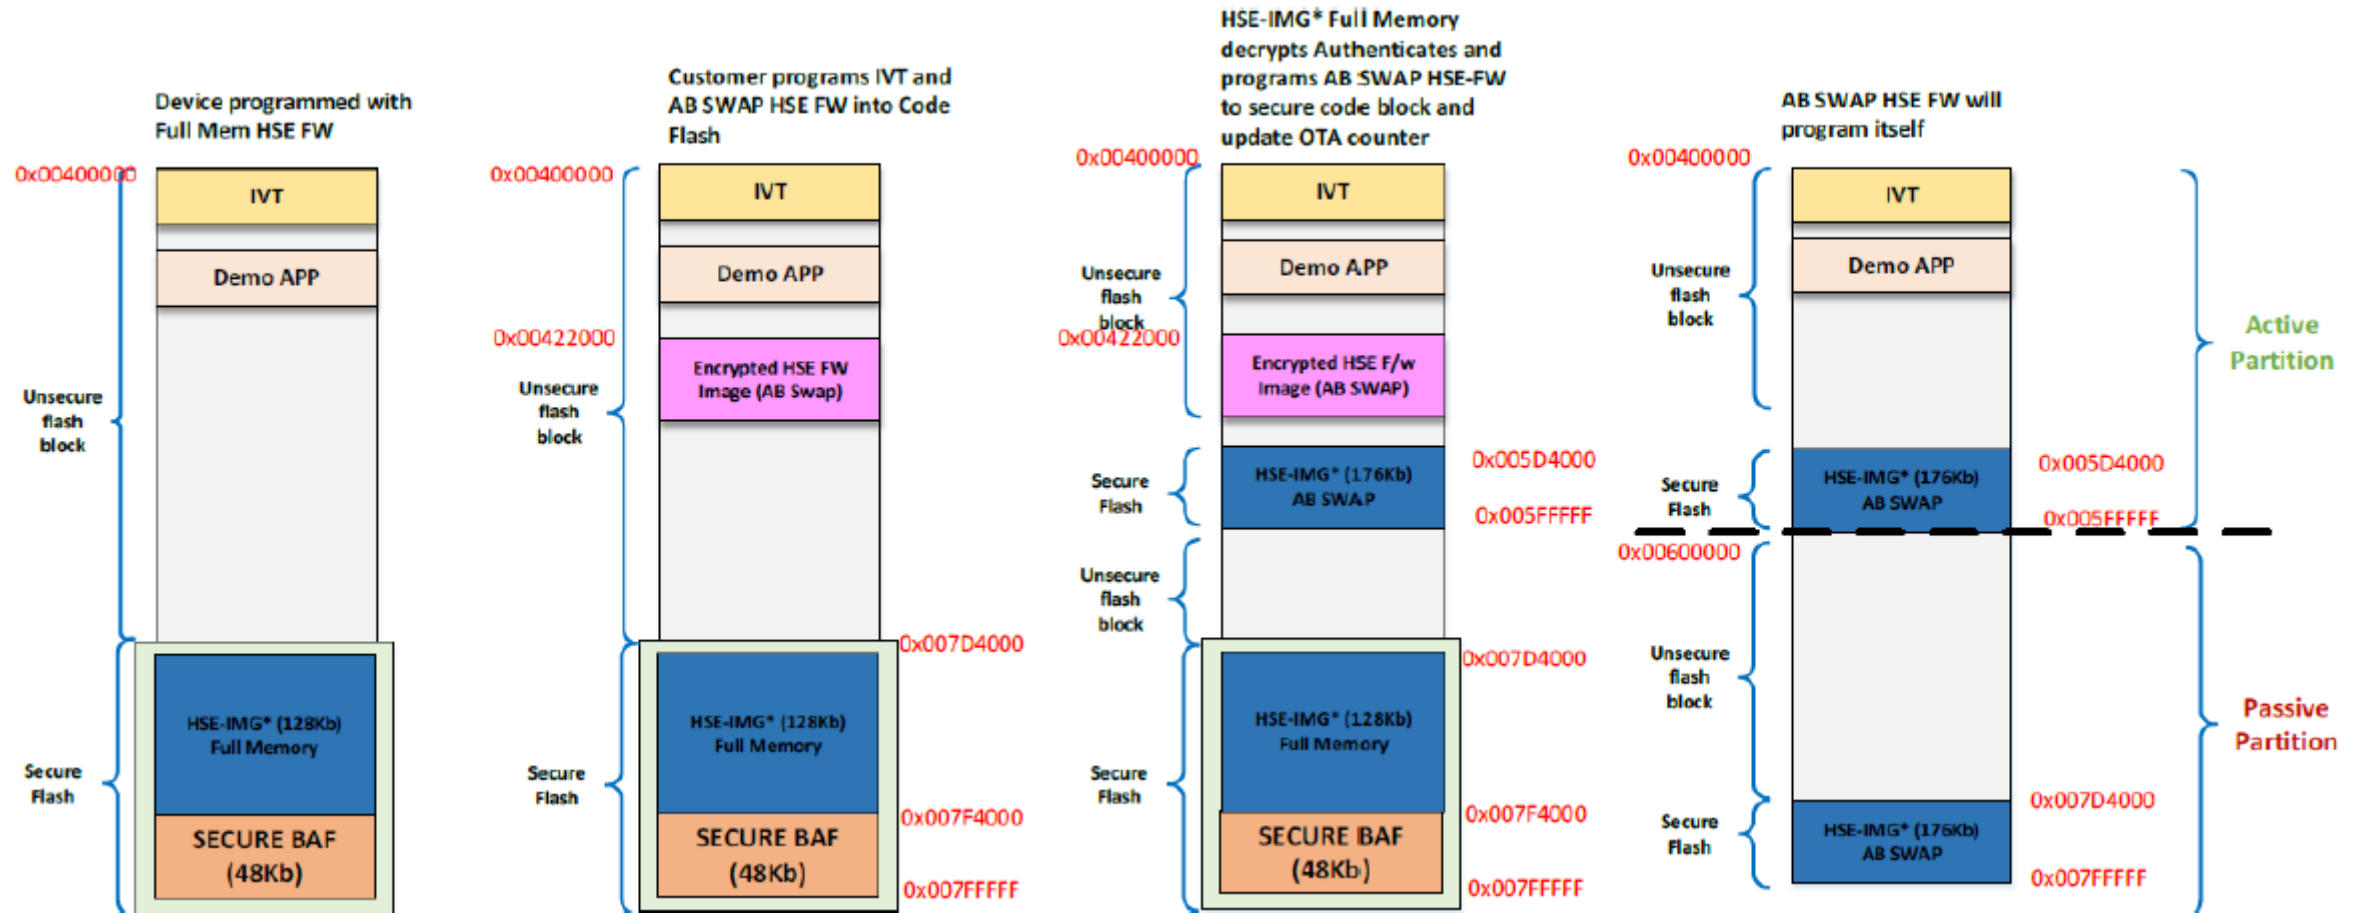 Device programmed with
Full Mem HSE FW
0x00400000
IVT
Demo APP
Unsecure
flash
block
HSE-IMG* (128Kb)
Full Memory
Secure
Flash
SECURE BAF
(48Kb)
Customer programs IVT and
AB SWAP HSE FW into Code
Flash
0x00400000
IVT
Demo APP
0x00422000
Encrypted HSE FW
Image (AB Swap)
Unsecure
flash
block
0x007D4000
HSE-IMG* (128Kb)
Full Memory
Secure
Flash
0x007F4000
SECURE BAF
(48Kb)
0x007FFFFF
HSE-IMG* Full Memory
decrypts Authenticates and
programs AB SWAP HSE-FW
to secure code block and
update OTA counter
0x00400000
IVT
Demo APP
Unsecure
flash
block
0x00422000
Encrypted HSE F/w
Image (AB SWAP)
0x005D4000
HSE-IMG* (176Kb)
AB SWAP
Secure
Flash
0x005FFFFF
Unsecure
flash
block
0x007D4000
HSE-IMG* (128Kb)
Full Memory
Secure
Flash
0x007F4000
SECURE BAF
(48Kb)
0x007FFFFF
AB SWAP HSE FW will
program itself
0x00400000
IVT
Demo APP
Unsecure
flash
block
Active
Partition
0x005D4000
HSE-IMG* (176Kb)
AB SWAP
Secure
Flash
0x005FFFFF
0x00600000
Unsecure
flash
block
Passive
Partition
0x007D4000
HSE-IMG* (176Kb)
AB SWAP
Secure
Flash
0x007FFFFF